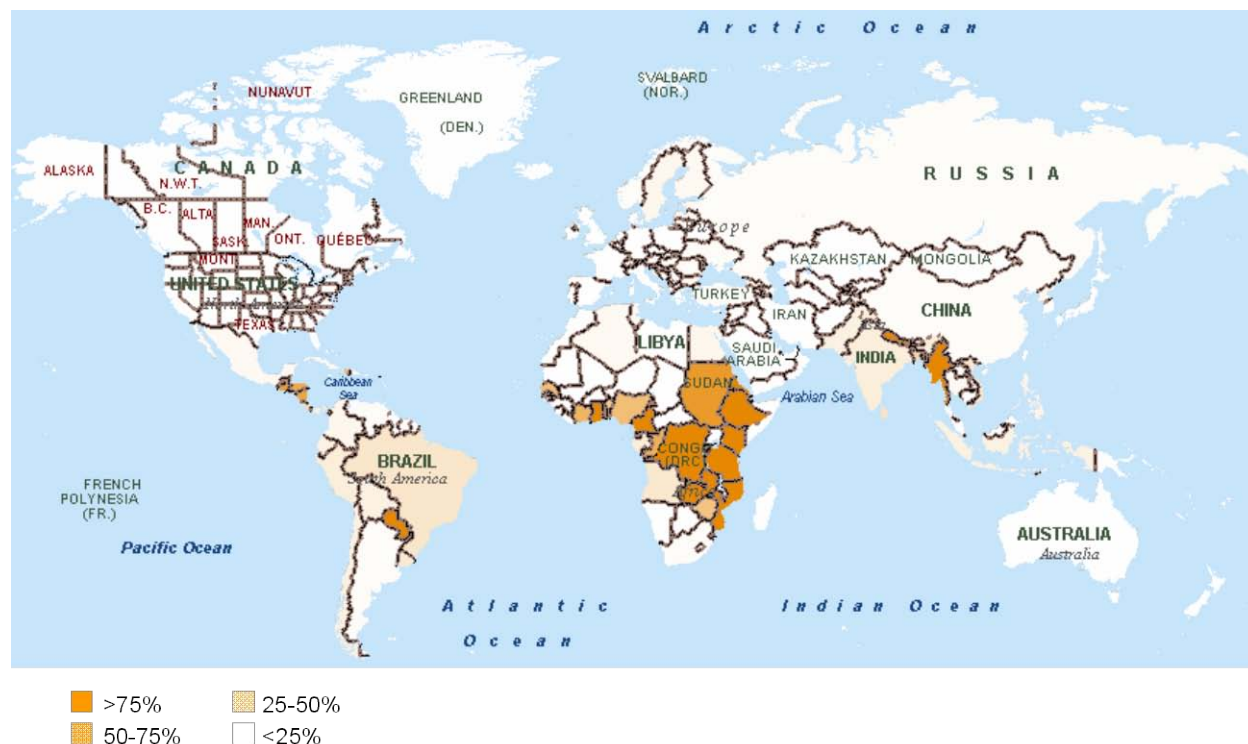 Arctic Ocean
SVALBARD
(NOR.)
NUNAVUT
GREENLAND
(DEN.)
ALASKA
CANADA
N.W.T.
RUSSIA
B.C.
ALTA
MAN.
SASK.
ONT.
QUÉBEC
MONT.
Europe
KAZAKHSTAN
MONGOLIA
UNITED STATES
TURKEY
IRAN
CHINA
TEXAS
LIBYA
SAUDI
ARABIA
INDIA
Caribbean
Sea
SUDAN
Arabian Sea
BRAZIL
South America
CONGO
(DRC)
Africa
FRENCH
POLYNESIA
(FR.)
Pacific Ocean
AUSTRALIA
Australia
Atlantic
Ocean
Indian Ocean
>75%
25-50%
50-75%
<25%